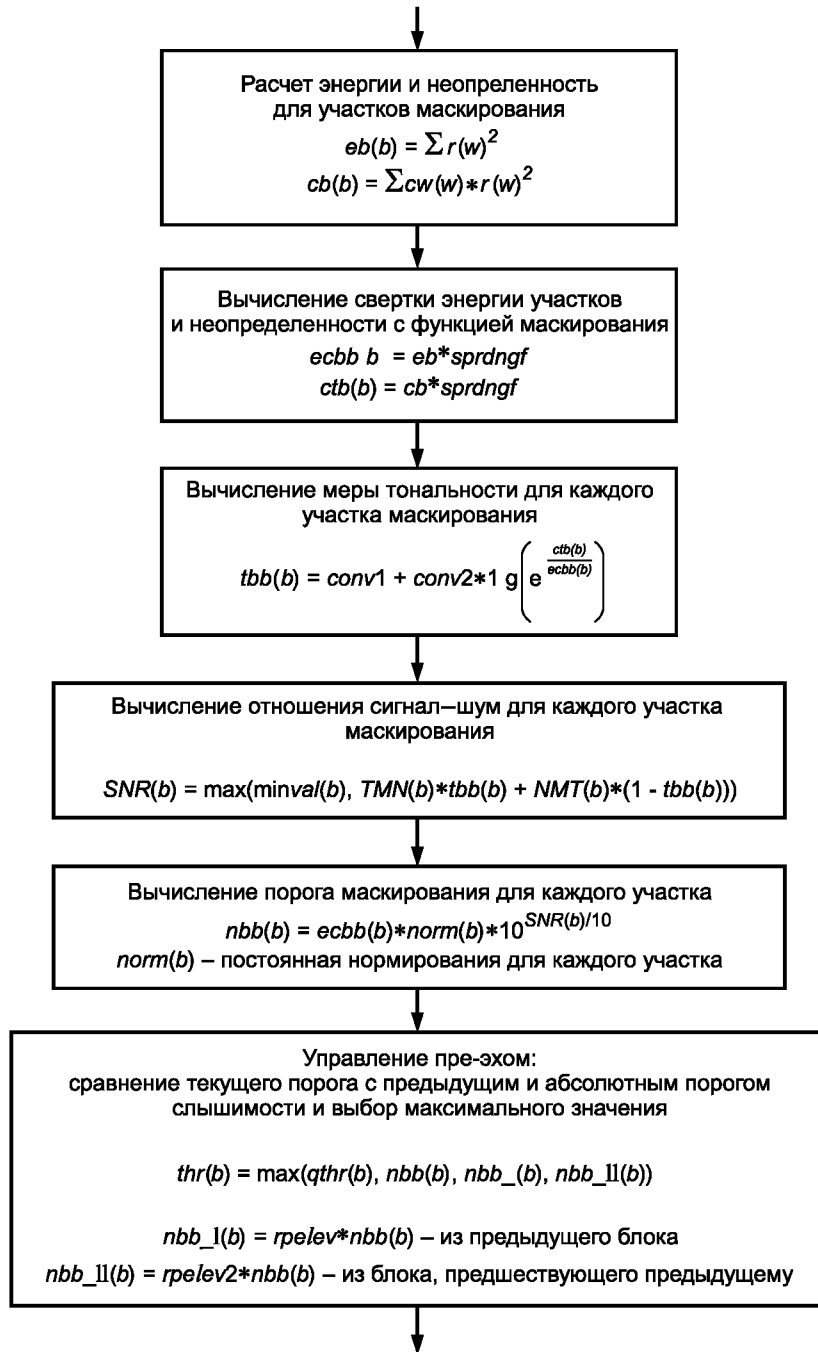 Расчет энергии и неопреленность
для участков маскирования
eb(b) = Σ r(w)²
cb(b) = Σcw(w)*r(w)²
Вычисление свертки энергии участков
и неопределенности с функцией маскирования
ecbb b = eb*sprdngf
ctb(b) = cb*sprdngf
Вычисление меры тональности для каждого
участка маскирования
tbb(b) = conv1 + conv2*1 g(e^(ctb(b)/ecbb(b)))
Вычисление отношения сигнал–шум для каждого участка
маскирования
SNR(b) = max(minval(b), TMN(b)*tbb(b) + NMT(b)*(1 - tbb(b)))
Вычисление порога маскирования для каждого участка
nbb(b) = ecbb(b)*norm(b)*10^SNR(b)/10
norm(b) – постоянная нормирования для каждого участка
Управление пре-эхом:
сравнение текущего порога с предыдущим и абсолютным порогом
слышимости и выбор максимального значения
thr(b) = max(qthr(b), nbb(b), nbb_(b), nbb_ll(b))
nbb_l(b) = rpelev*nbb(b) – из предыдущего блока
nbb_ll(b) = rpelev2*nbb(b) – из блока, предшествующего предыдущему